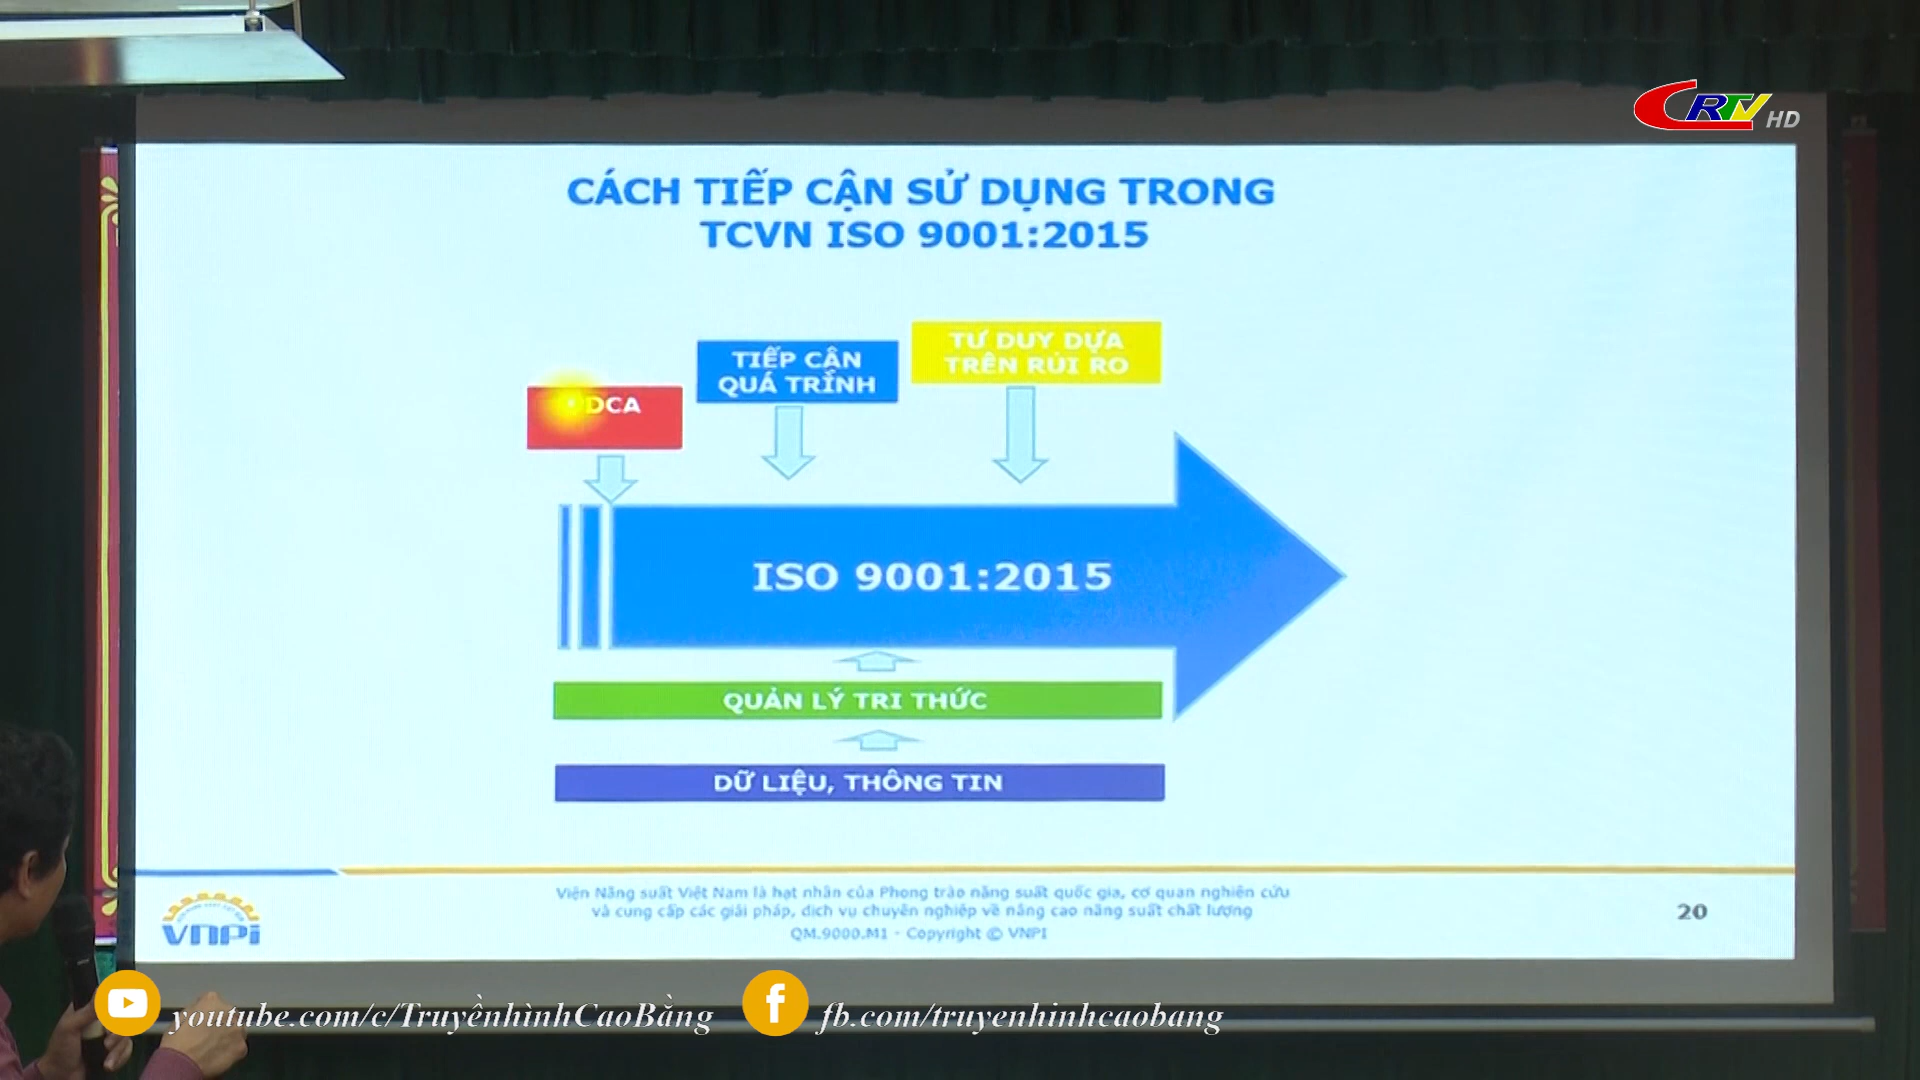 CRTV HD
CÁCH TIẾP CẬN SỬ DỤNG TRONG
TCVN ISO 9001:2015
TƯ DUY DỰA
TRÊN RỦI RO
TIẾP CẬN
QUÁ TRÌNH
DCA
ISO 9001:2015
QUẢN LÝ TRI THỨC
DỮ LIỆU, THÔNG TIN
Viện Năng suất Việt Nam là hạt nhân của Phong trào năng suất quốc gia, cơ quan nghiên cứu
và cung cấp các giải pháp, dịch vụ chuyên nghiệp về nâng cao năng suất chất lượng
QM.9000.M1 - Copyright © VNPI
20
VNPi
youtube.com/c/TruyềnhìnhCaoBằng
fb.com/truyenhinhcaobang